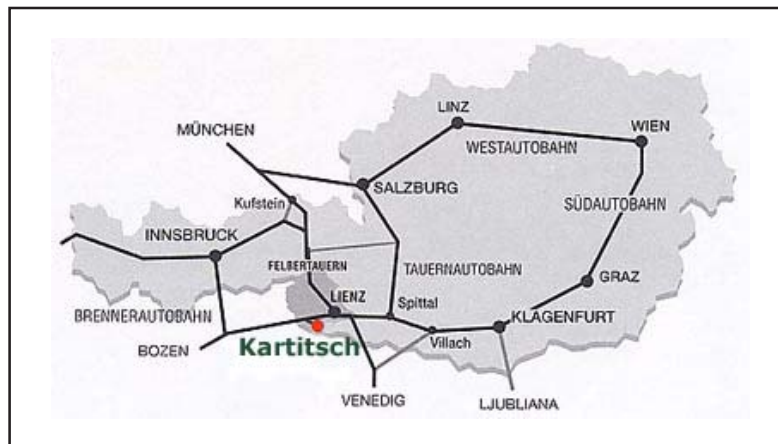 LINZ
WIEN
MÜNCHEN
WESTAUTOBAHN
SALZBURG
Kufstein
SÜDAUTOBAHN
INNSBRUCK
FELBERTAUERN
TAUERNAUTOBAHN
GRAZ
BRENNERAUTOBAHN
LIENZ
Spittal
KLAGENFURT
Villach
BOZEN
Kartitsch
VENEDIG
LJUBLIANA